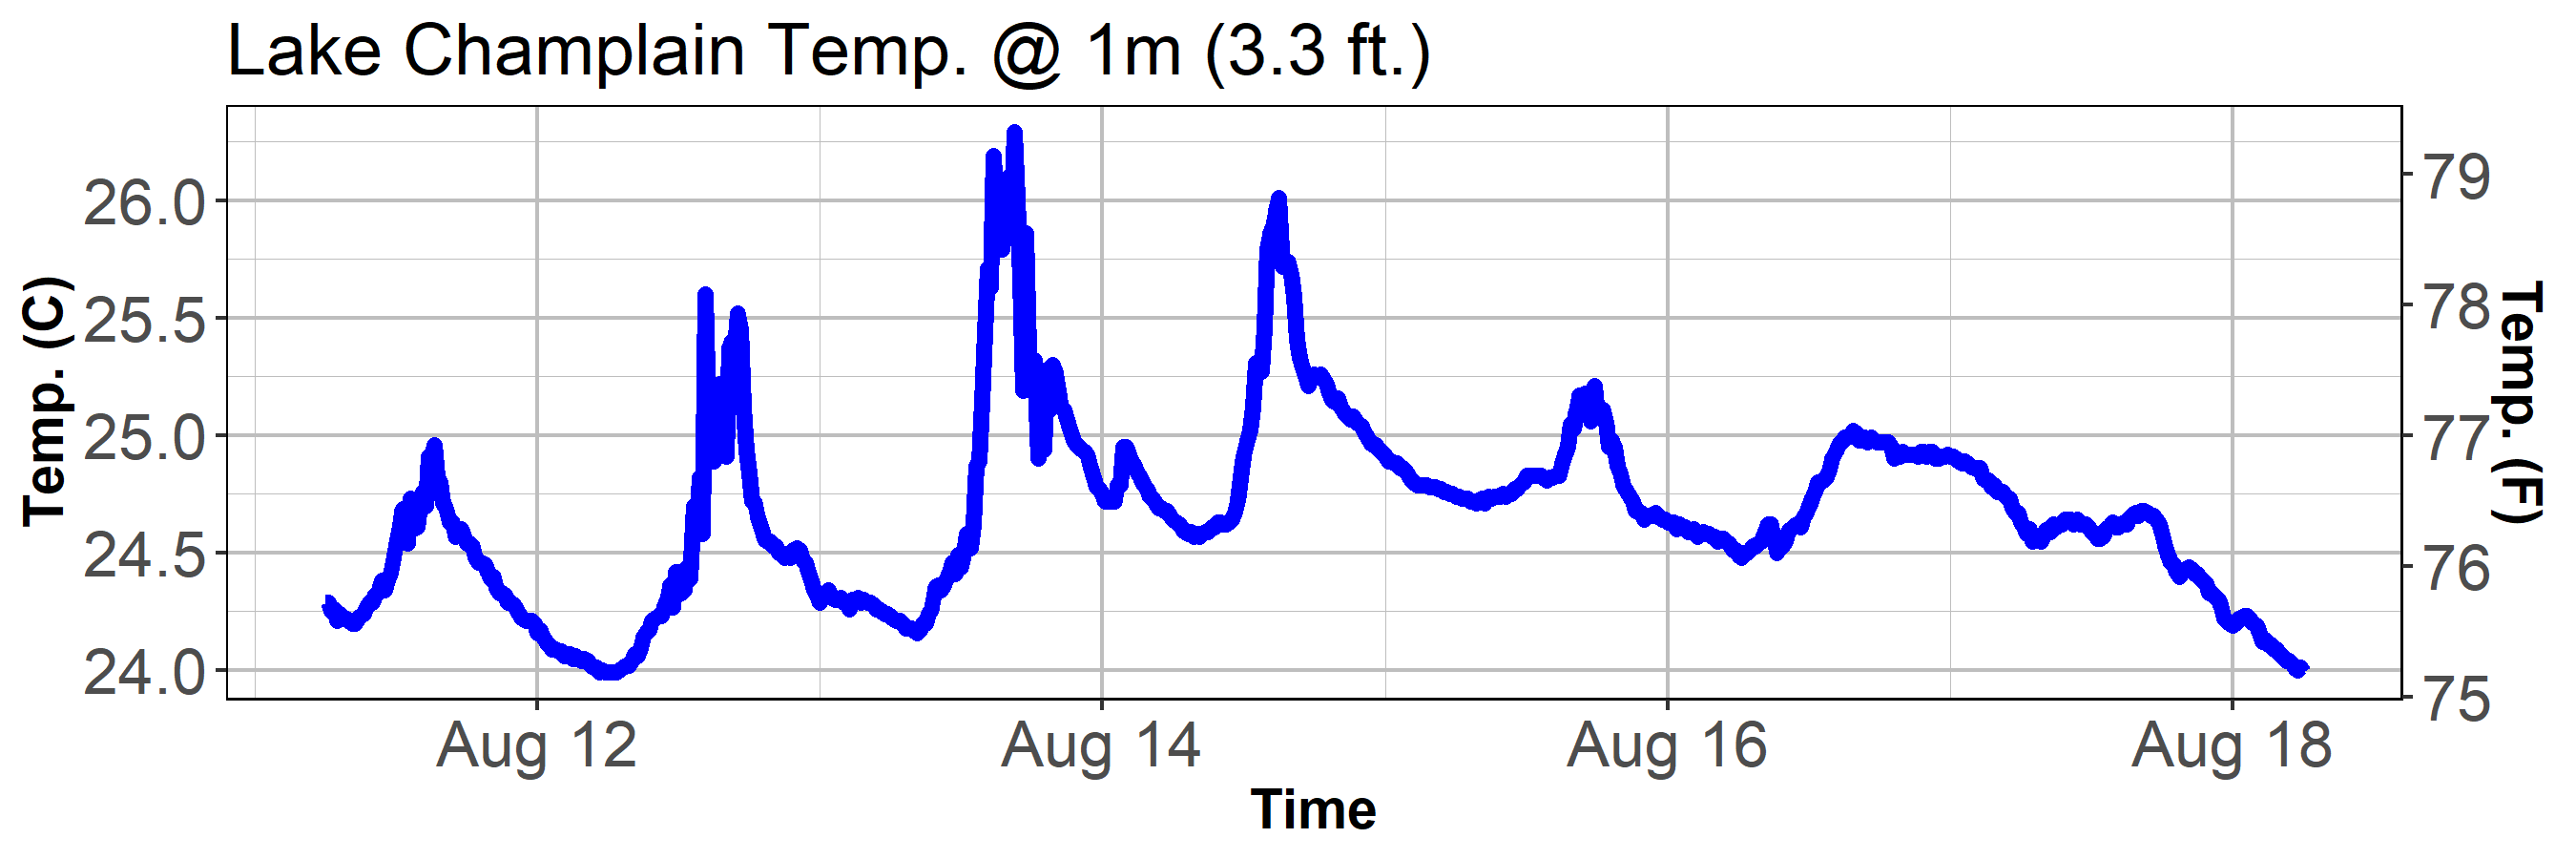 Lake Champlain Temp. @ 1m (3.3 ft.)
Temp. (C)
26.0
25.5
25.0
24.5
24.0
79
78
77
76
75
Temp. (F)
Aug 12
Aug 14
Aug 16
Aug 18
Time